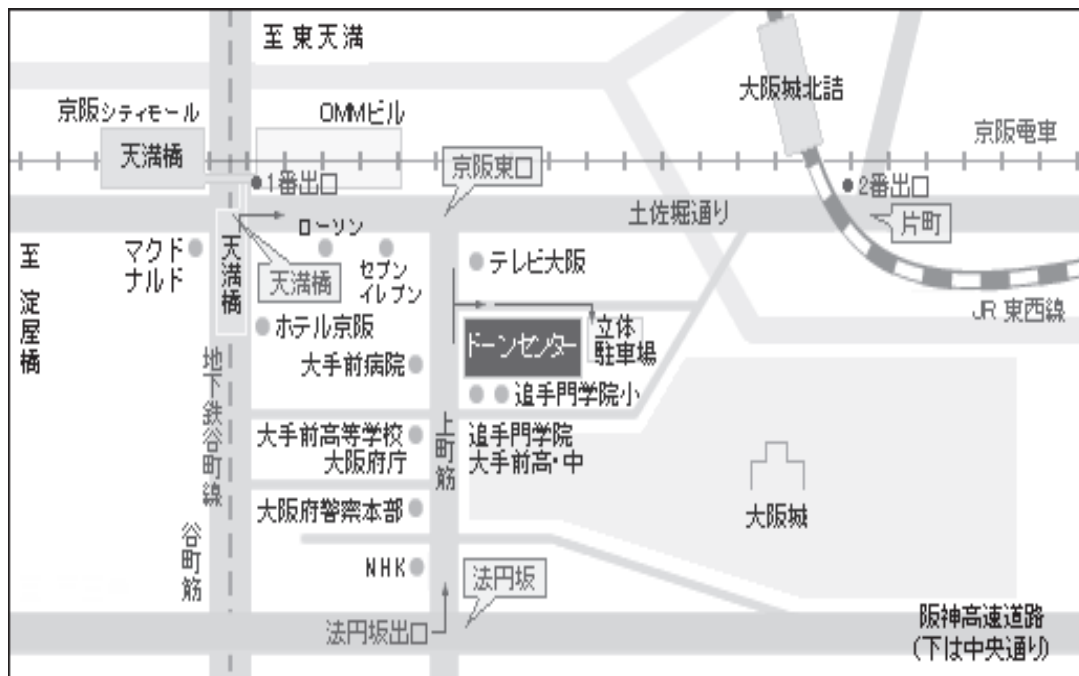 至 東天満
京阪シティモール
OMMビル
大阪城北詰
天満橋
京阪電車
京阪東口
1番出口
2番出口
土佐堀通り
片町
ローソン
マクド
ナルド
天満橋
天満橋
セブン
イレブン
テレビ大阪
至 淀屋橋
JR 東西線
ホテル京阪
ドーンセンター
立体
駐車場
大手前病院
追手門学院小
地下鉄谷町線
上町筋
大手前高等学校
大阪府庁
追手門学院
大手前高・中
大阪府警察本部
大阪城
谷町筋
NHK
法円坂
法円坂出口
阪神高速道路
(下は中央通り)